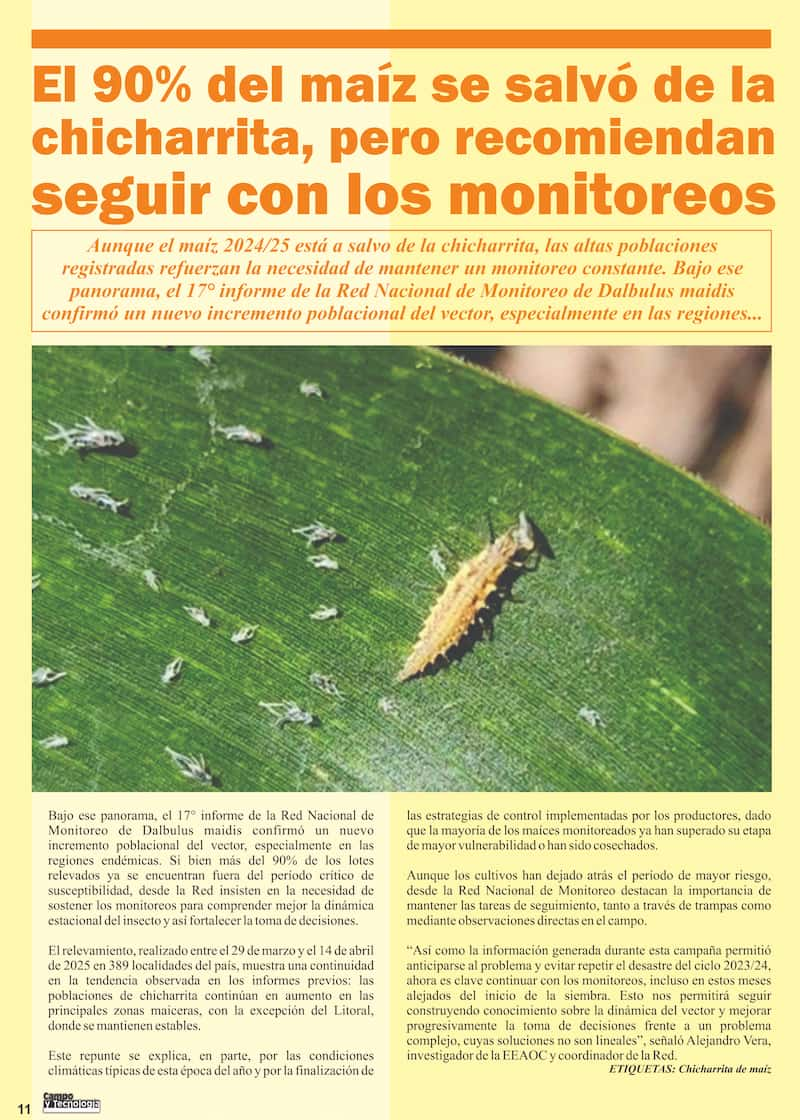 El 90% del maíz se salvó de la
chicharrita, pero recomiendan
seguir con los monitoreos
Aunque el maíz 2024/25 está a salvo de la chicharrita, las altas poblaciones
registradas refuerzan la necesidad de mantener un monitoreo constante. Bajo ese
panorama, el 17° informe de la Red Nacional de Monitoreo de Dalbulus maidis
confirmó un nuevo incremento poblacional del vector, especialmente en las regiones...
Bajo ese panorama, el 17° informe de la Red Nacional de
Monitoreo de Dalbulus maidis confirmó un nuevo
incremento poblacional del vector, especialmente en las
regiones endémicas. Si bien más del 90% de los lotes
relevados ya se encuentran fuera del período crítico de
susceptibilidad, desde la Red insisten en la necesidad de
sostener los monitoreos para comprender mejor la dinámica
estacional del insecto y así fortalecer la toma de decisiones.
El relevamiento, realizado entre el 29 de marzo y el 14 de abril
de 2025 en 389 localidades del país, muestra una continuidad
en la tendencia observada en los informes previos: las
poblaciones de chicharrita continúan en aumento en las
principales zonas maiceras, con la excepción del Litoral,
donde se mantienen estables.
Este repunte se explica, en parte, por las condiciones
climáticas típicas de esta época del año y por la finalización de
las estrategias de control implementadas por los productores, dado
que la mayoría de los maíces monitoreados ya han superado su etapa
de mayor vulnerabilidad o han sido cosechados.
Aunque los cultivos han dejado atrás el período de mayor riesgo,
desde la Red Nacional de Monitoreo destacan la importancia de
mantener las tareas de seguimiento, tanto a través de trampas como
mediante observaciones directas en el campo.
“Así como la información generada durante esta campaña permitió
anticiparse al problema y evitar repetir el desastre del ciclo 2023/24,
ahora es clave continuar con los monitoreos, incluso en estos meses
alejados del inicio de la siembra. Esto nos permitirá seguir
construyendo conocimiento sobre la dinámica del vector y mejorar
progresivamente la toma de decisiones frente a un problema
complejo, cuyas soluciones no son lineales”, señaló Alejandro Vera,
investigador de la EEAOC y coordinador de la Red.
ETIQUETAS: Chicharrita de maíz
11
Campo
y tecnología